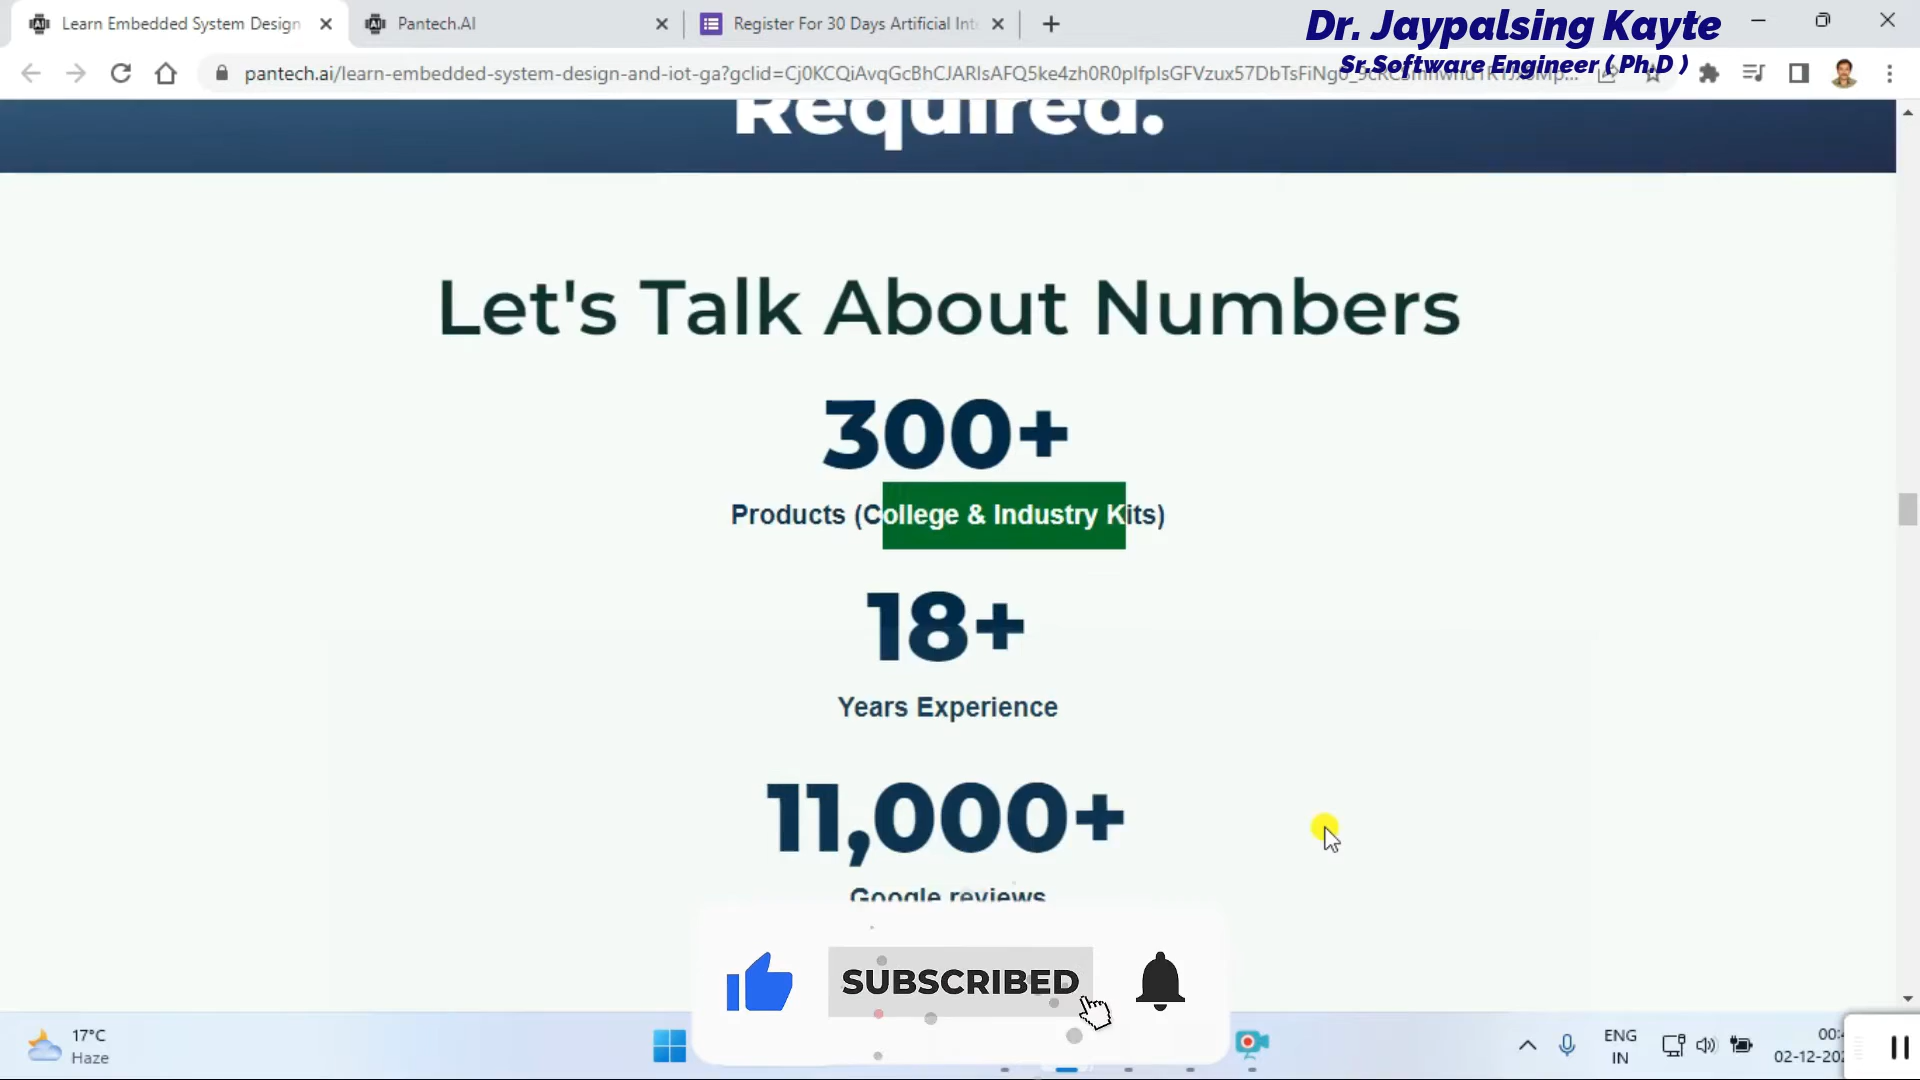 Learn Embedded System Design
Pantech.AI
Register For 30 Days Artificial Int
Dr. Jaypalsing Kayte
Sr.Software Engineer ( Ph.D )
Required.
Let's Talk About Numbers
300+
Products (College & Industry Kits)
18+
Years Experience
11,000+
Google reviews
SUBSCRIBED
17°C
Haze
ENG
IN
00:
02-12-202